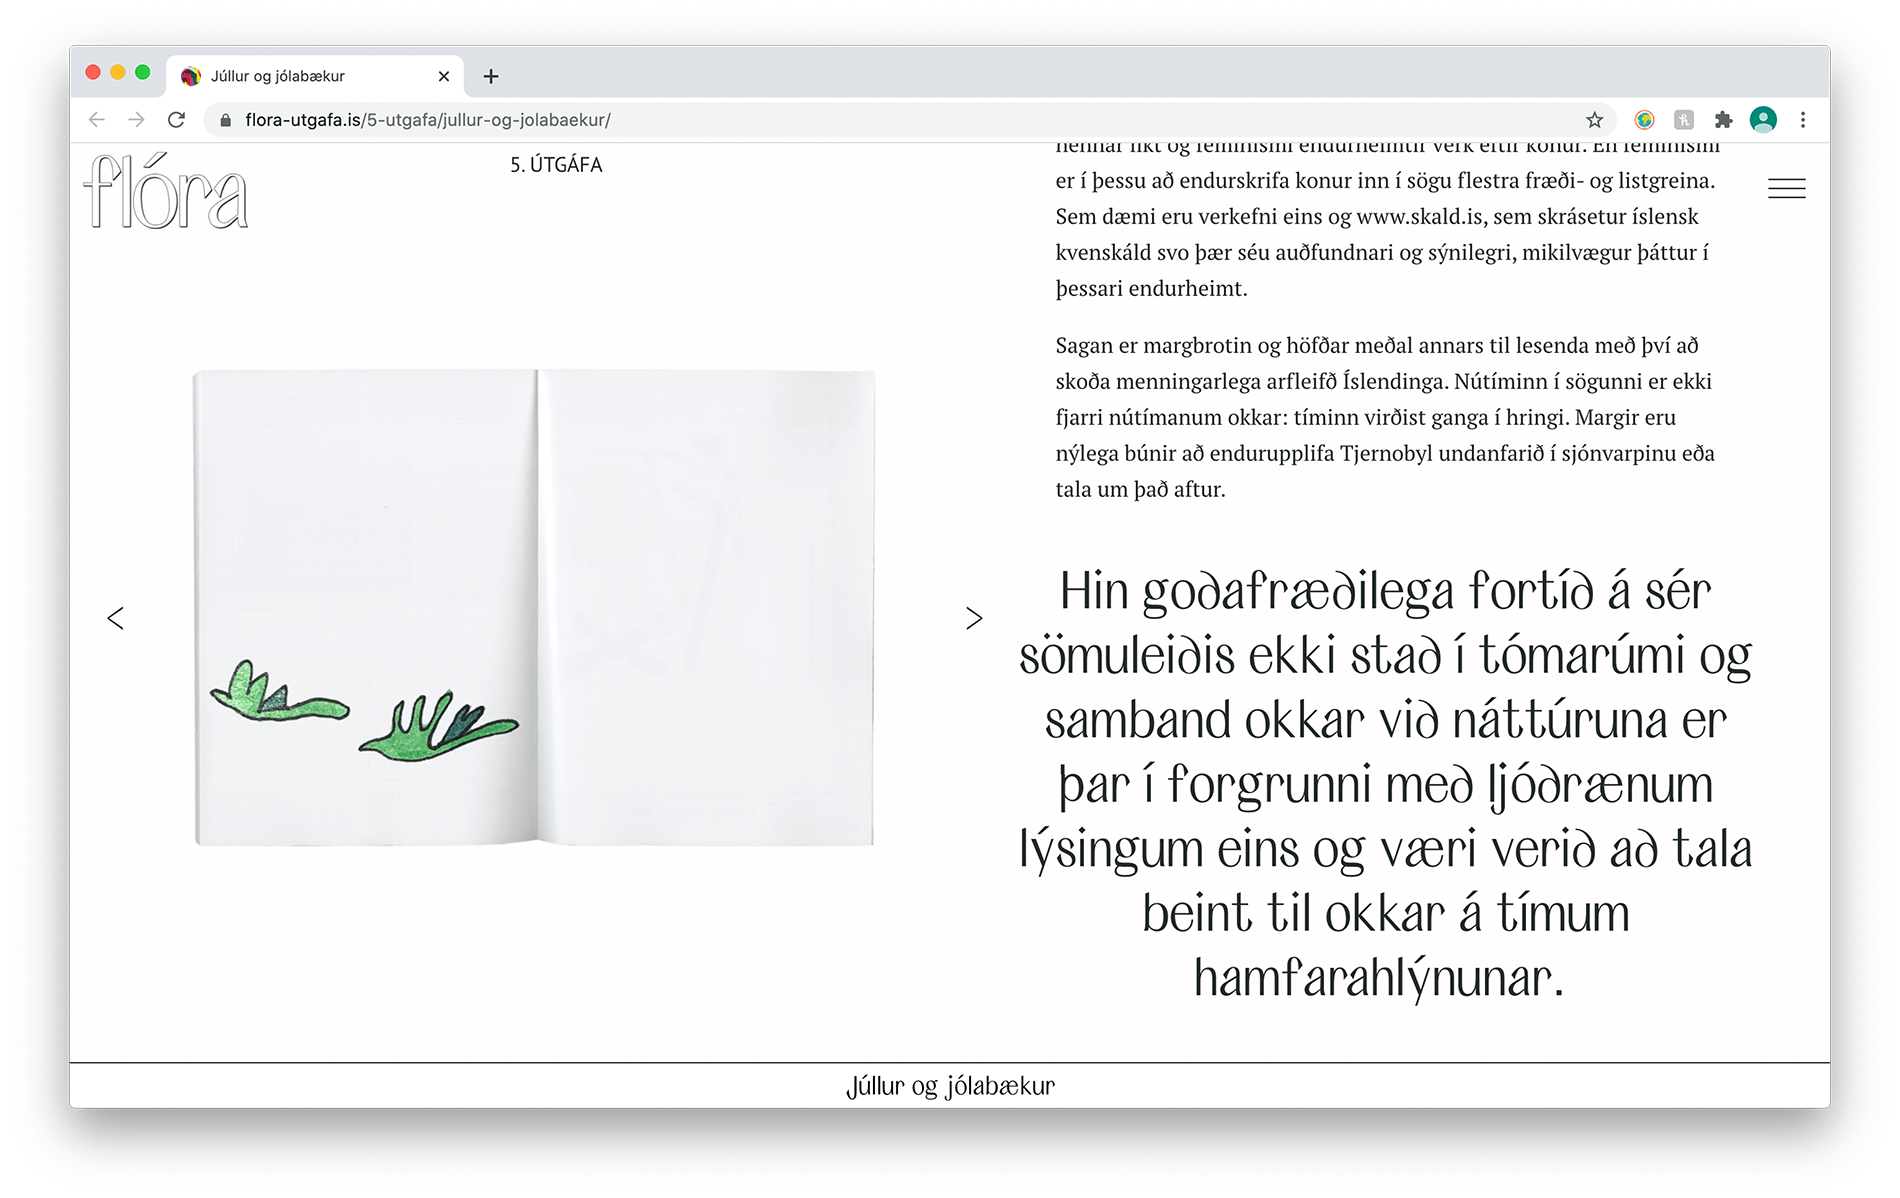 Júllur og jólabækur
flora-utgafa.is/5-utgafa/jullur-og-jolabaekur/
flóra
5. ÚTGÁFA
hennar líkt og femínismi endurheimtir verk eftir konur. En femínismi
er í þessu að endurskrifa konur inn í sögu flestra fræði- og listgreina.
Sem dæmi eru verkefni eins og www.skald.is, sem skrásetur íslensk
kvenskáld svo þær séu auðfundnari og sýnilegri, mikilvægur þáttur í
þessari endurheimt.
Sagan er margbrotin og höfðar meðal annars til lesenda með því að
skoða menningarlega arfleifð Íslendinga. Nútíminn í sögunni er ekki
fjarri nútímanum okkar: tíminn virðist ganga í hringi. Margir eru
nýlega búnir að endurupplifa Tjernobyl undanfarið í sjónvarpinu eða
tala um það aftur.
Hin goðafræðilega fortíð á sér
sömuleiðis ekki stað í tómarúmi og
samband okkar við náttúruna er
þar í forgrunni með ljóðrænum
lýsingum eins og væri verið að tala
beint til okkar á tímum
hamfarahlýnunar.
Júllur og jólabækur